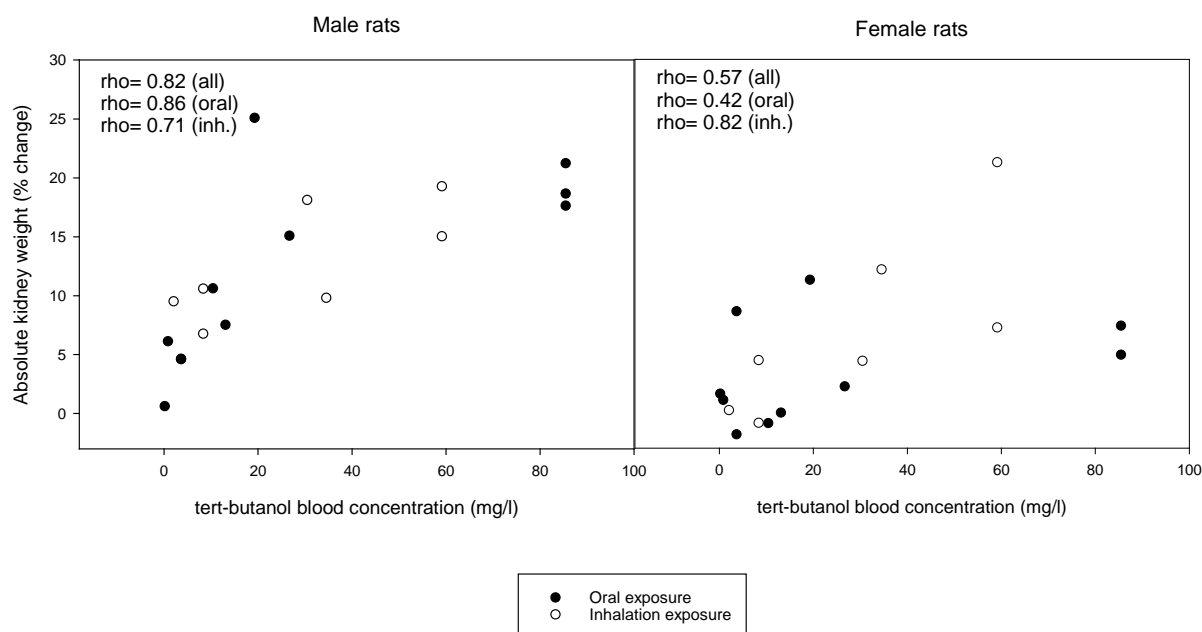 Male rats
Female rats
rho= 0.82 (all)
rho= 0.86 (oral)
rho= 0.71 (inh.)
rho= 0.57 (all)
rho= 0.42 (oral)
rho= 0.82 (inh.)
Absolute kidney weight (% change)
30
25
20
15
10
5
0
0 20 40 60 80 100
0 20 40 60 80 100
tert-butanol blood concentration (mg/l)
tert-butanol blood concentration (mg/l)
Oral exposure
Inhalation exposure